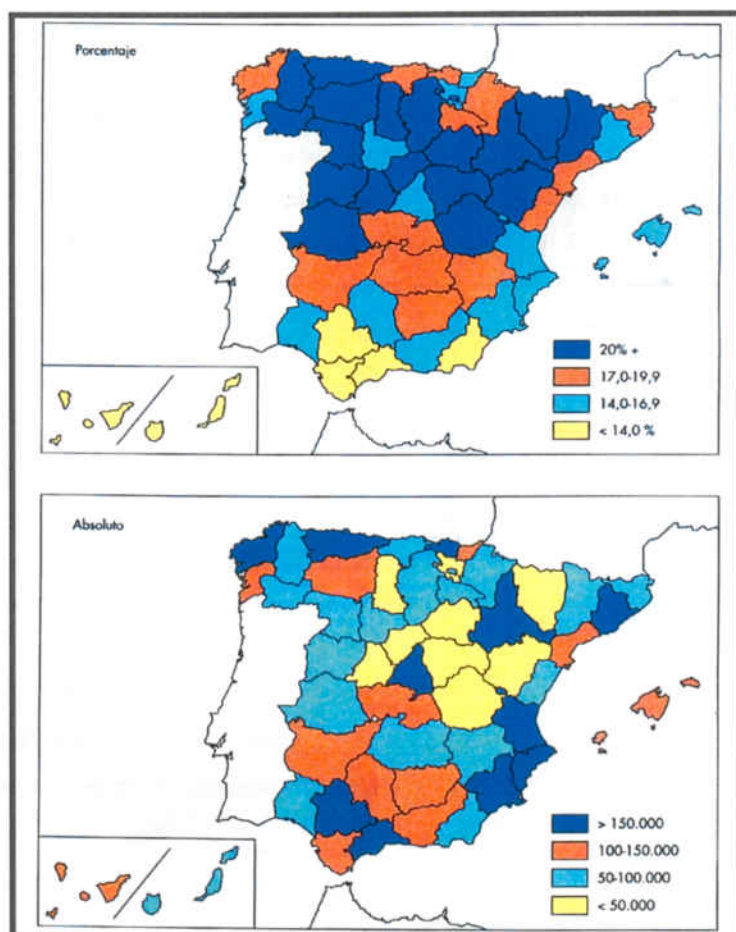 Porcentaje
20% +
17,0-19,9
14,0-16,9
< 14,0 %
Absoluto
> 150.000
100-150.000
50-100.000
< 50.000